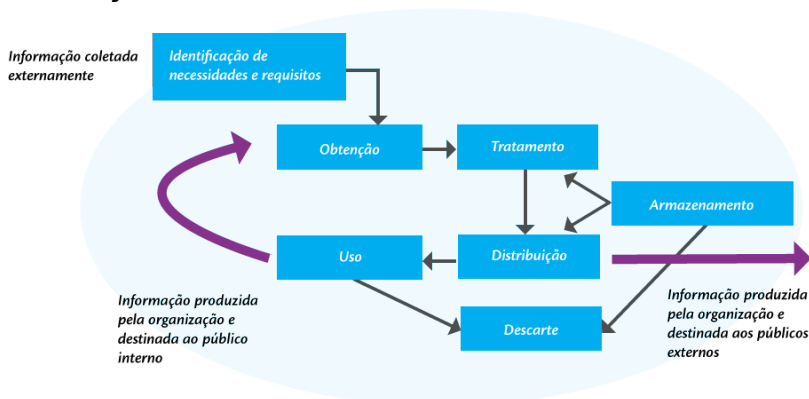 Informação coletada
externamente
Identificação de
necessidades e requisitos
Obtenção
Tratamento
Armazenamento
Uso
Distribuição
Informação produzida
pela organização e
destinada ao público
interno
Descarte
Informação produzida
pela organização e
destinada aos públicos
externos